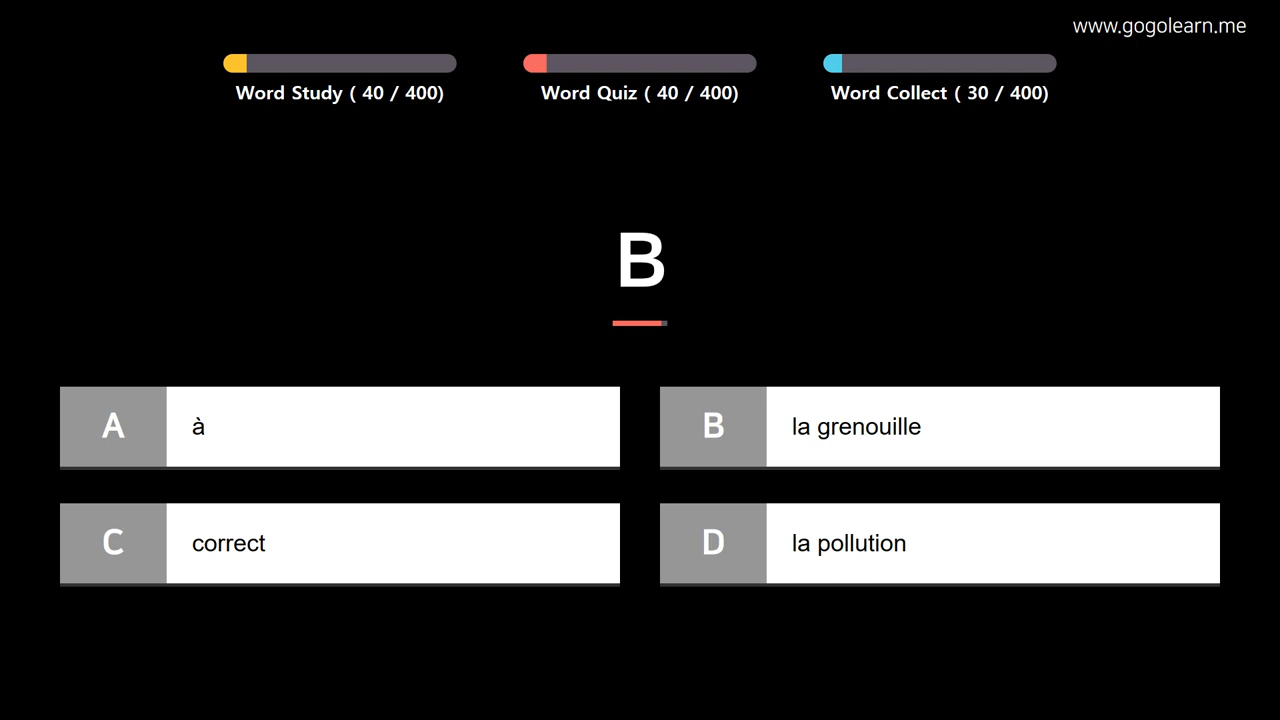 www.gogolearn.me
Word Study ( 40 / 400)
Word Quiz ( 40 / 400)
Word Collect ( 30 / 400)
B
A à
B la grenouille
C correct
D la pollution